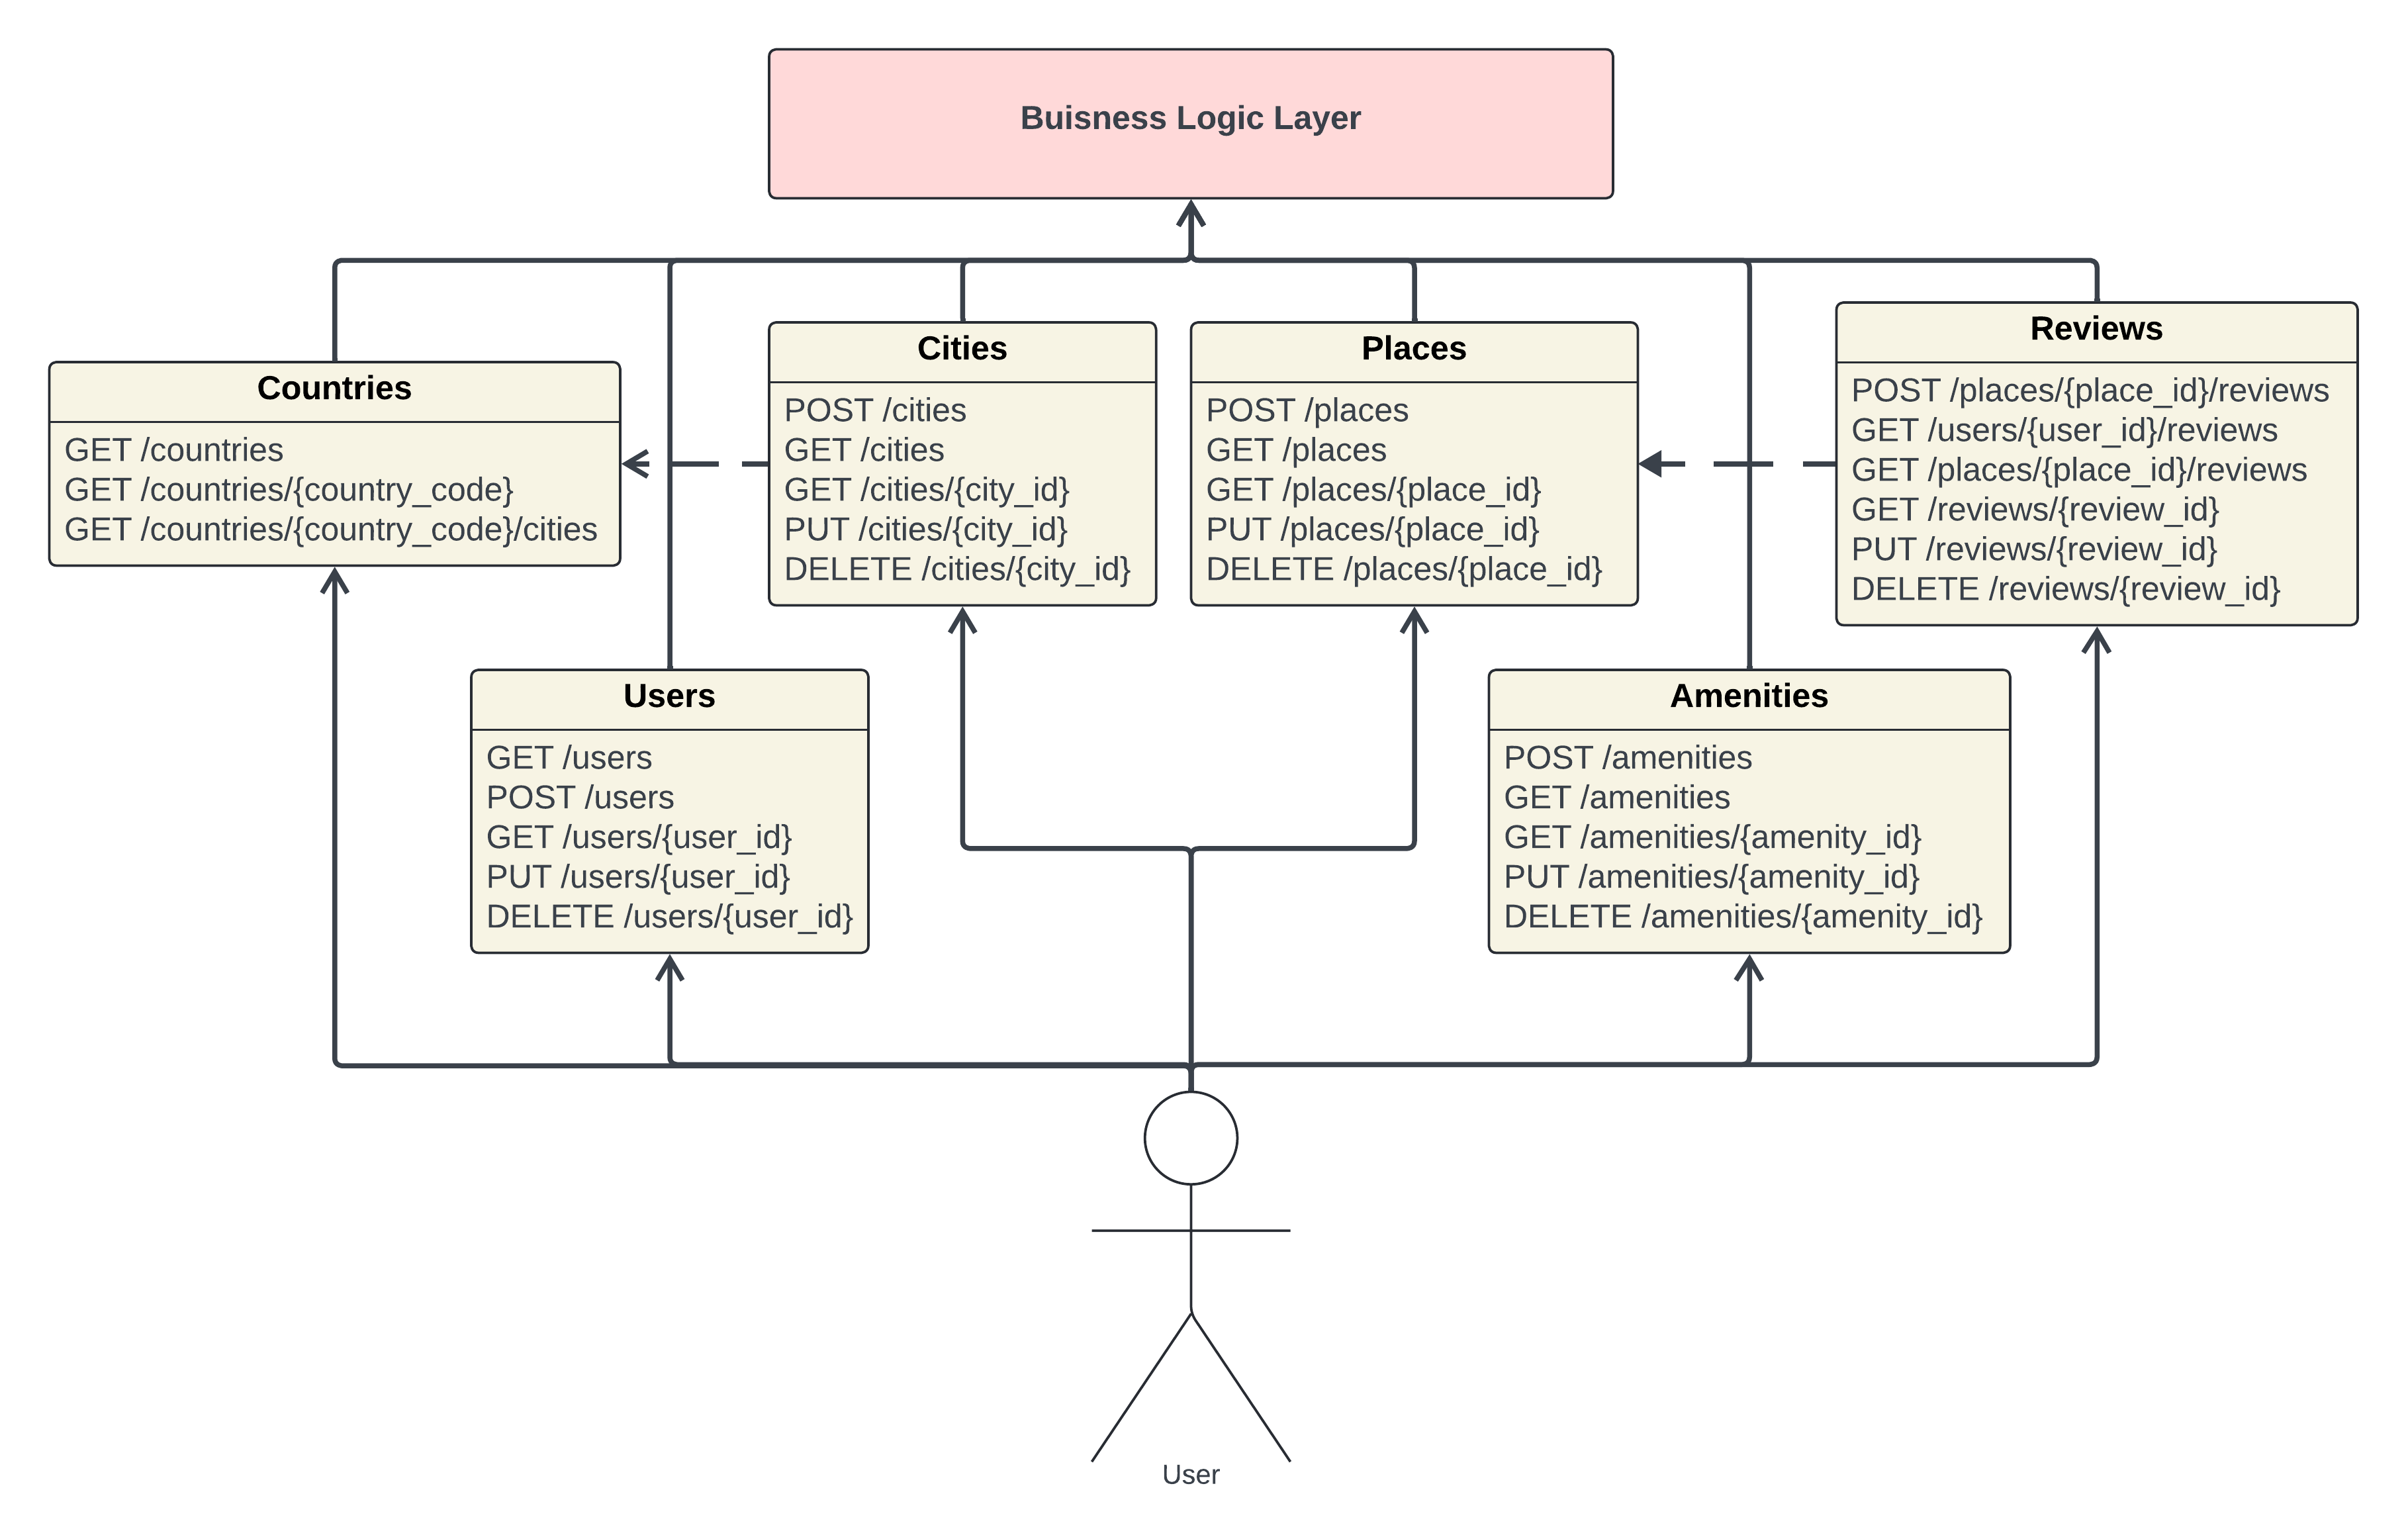 Buisness Logic Layer
Countries
GET /countries
GET /countries/{country_code}
GET /countries/{country_code}/cities
Cities
POST /cities
GET /cities
GET /cities/{city_id}
PUT /cities/{city_id}
DELETE /cities/{city_id}
Places
POST /places
GET /places
GET /places/{place_id}
PUT /places/{place_id}
DELETE /places/{place_id}
Reviews
POST /places/{place_id}/reviews
GET /users/{user_id}/reviews
GET /places/{place_id}/reviews
GET /reviews/{review_id}
PUT /reviews/{review_id}
DELETE /reviews/{review_id}
Users
GET /users
POST /users
GET /users/{user_id}
PUT /users/{user_id}
DELETE /users/{user_id}
Amenities
POST /amenities
GET /amenities
GET /amenities/{amenity_id}
PUT /amenities/{amenity_id}
DELETE /amenities/{amenity_id}
User